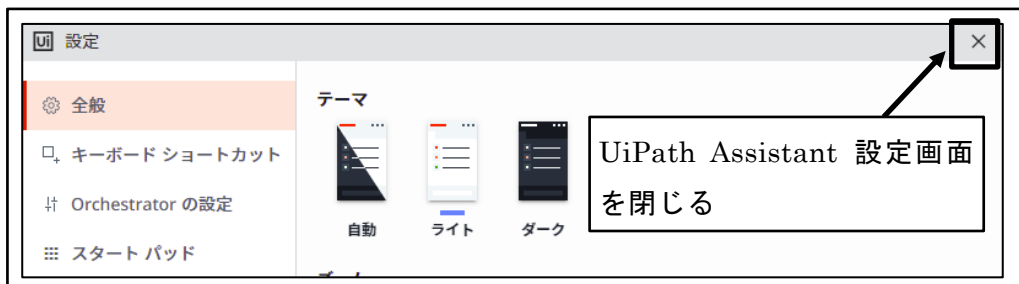 Ui 設定
全般
キーボード ショートカット
Orchestrator の設定
スタート パッド
テーマ
自動 ライト ダーク
UiPath Assistant 設定画面
を閉じる